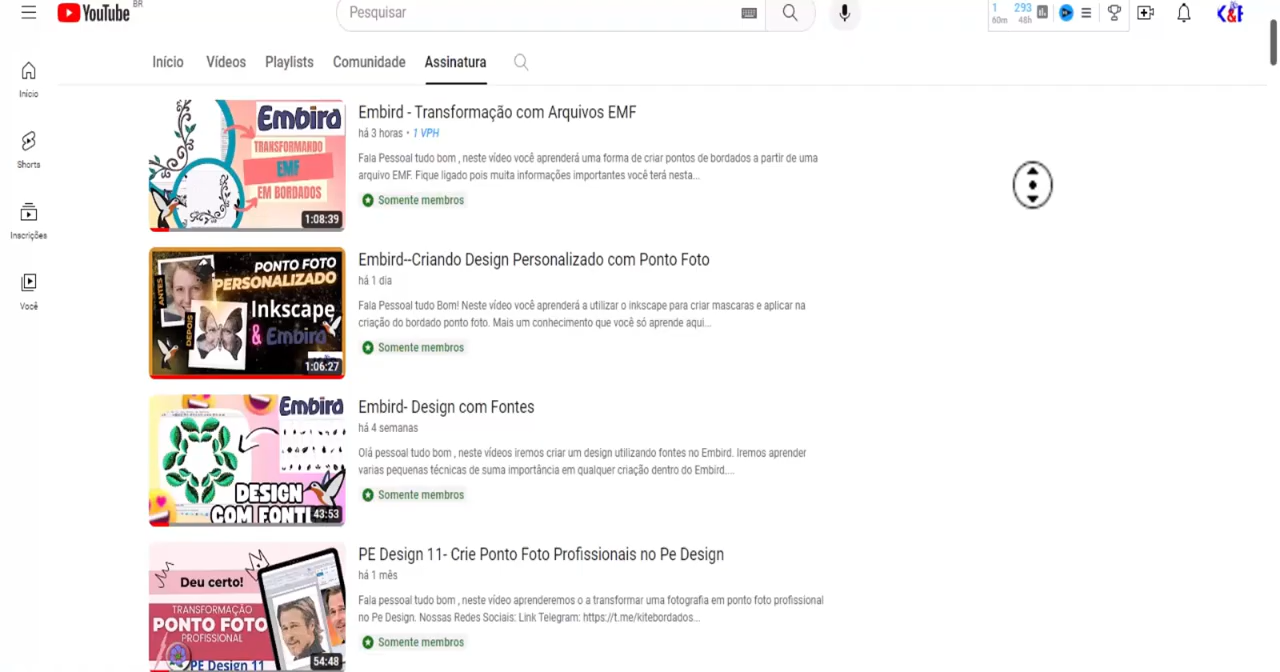 YouTube BR
Pesquisar
1 293
60m 48h
K&F
Início
Vídeos
Playlists
Comunidade
Assinatura
Início
Shorts
Inscrições
Você
Embird
TRANSFORMANDO
EMF
EM BORDADOS
1:08:39
Embird - Transformação com Arquivos EMF
há 3 horas • 1 VPH
Fala Pessoal tudo bom , neste vídeo você aprenderá uma forma de criar pontos de bordados a partir de uma
arquivo EMF. Fique ligado pois muita informações importantes você terá nesta...
Somente membros
PONTO FOTO
PERSONALIZADO
ANTES
Inkscape
DEPOIS
& Embird
1:06:27
Embird--Criando Design Personalizado com Ponto Foto
há 1 dia
Fala Pessoal tudo Bom! Neste vídeo você aprenderá a utilizar o inkscape para criar mascaras e aplicar na
criação do bordado ponto foto. Mais um conhecimento que você só aprende aqui...
Somente membros
Embird
DESIGN
COM FONT
43:53
Embird- Design com Fontes
há 4 semanas
Olá pessoal tudo bom , neste vídeos iremos criar um design utilizando fontes no Embird. Iremos aprender
varias pequenas técnicas de suma importância em qualquer criação dentro do Embird....
Somente membros
Deu certo!
TRANSFORMAÇÃO
PONTO FOTO
PROFISSIONAL
PE Design 11
54:48
PE Design 11- Crie Ponto Foto Profissionais no Pe Design
há 1 mês
Fala pessoal tudo bom , neste vídeo aprenderemos o a transformar uma fotografia em ponto foto profissional
no Pe Design. Nossas Redes Sociais: Link Telegram: https://t.me/kitebordados...
Somente membros